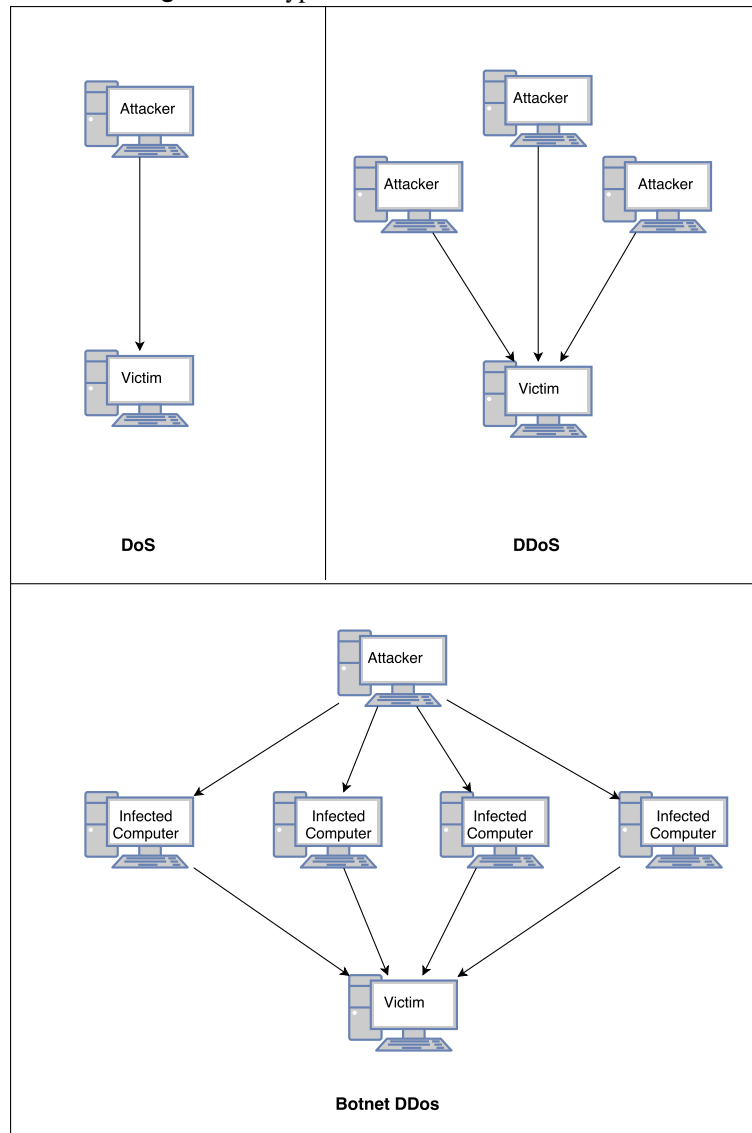 Attacker
Victim
DoS
Attacker
Attacker
Attacker
Victim
DDoS
Attacker
Infected
Computer
Infected
Computer
Infected
Computer
Infected
Computer
Victim
Botnet DDos